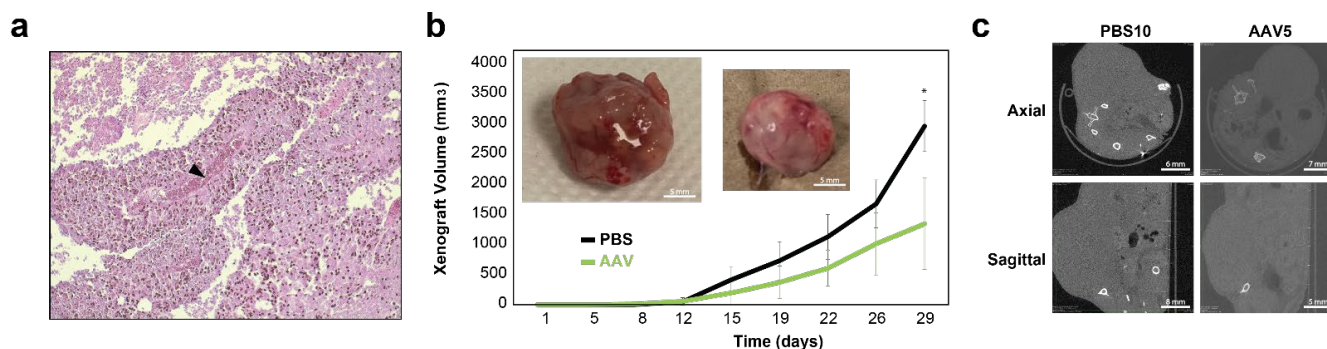 a
b
Xenograft Volume (mm3)
4000
3500
3000
2500
2000
1500
1000
500
0
5 mm
5 mm
*
PBS
AAV
1 5 8 12 15 19 22 26 29
Time (days)
c
PBS10 AAV5
Axial
6 mm
7 mm
Sagittal
8 mm
5 mm